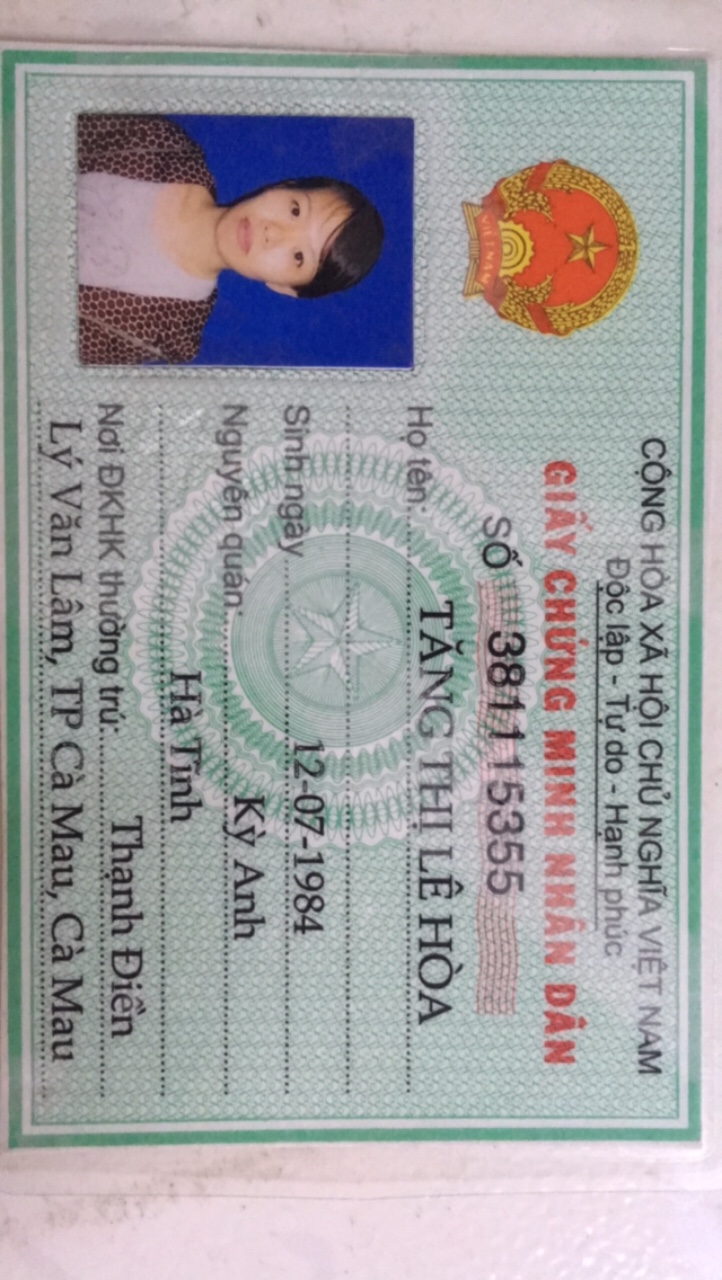 CỘNG HÒA XÃ HỘI CHỦ NGHĨA VIỆT NAM
Độc lập - Tự do - Hạnh phúc
GIẤY CHỨNG MINH NHÂN DÂN
VIỆT NAM
SỐ 381115355
Họ tên: TĂNG THỊ LÊ HÒA
Sinh ngày 12-07-1984
Nguyên quán: Kỳ Anh
Hà Tĩnh
Nơi ĐKHK thường trú: Thạnh Điền
Lý Văn Lâm, TP Cà Mau, Cà Mau